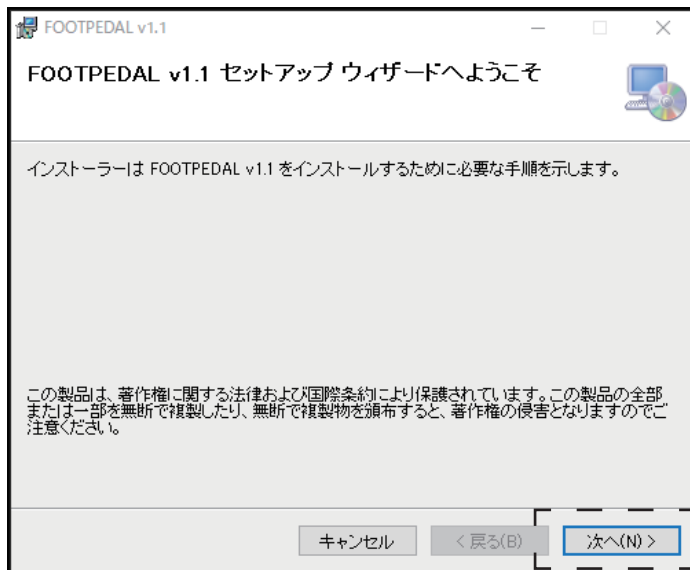 FOOTPEDAL v1.1
FOOTPEDAL v1.1 セットアップ ウィザードへようこそ
インストーラーは FOOTPEDAL v1.1 をインストールするために必要な手順を示します。
この製品は、著作権に関する法律および国際条約により保護されています。この製品の全部
または一部を無断で複製したり、無断で複製物を頒布すると、著作権の侵害となりますのでご
注意ください。
キャンセル < 戻る(B) 次へ(N) >